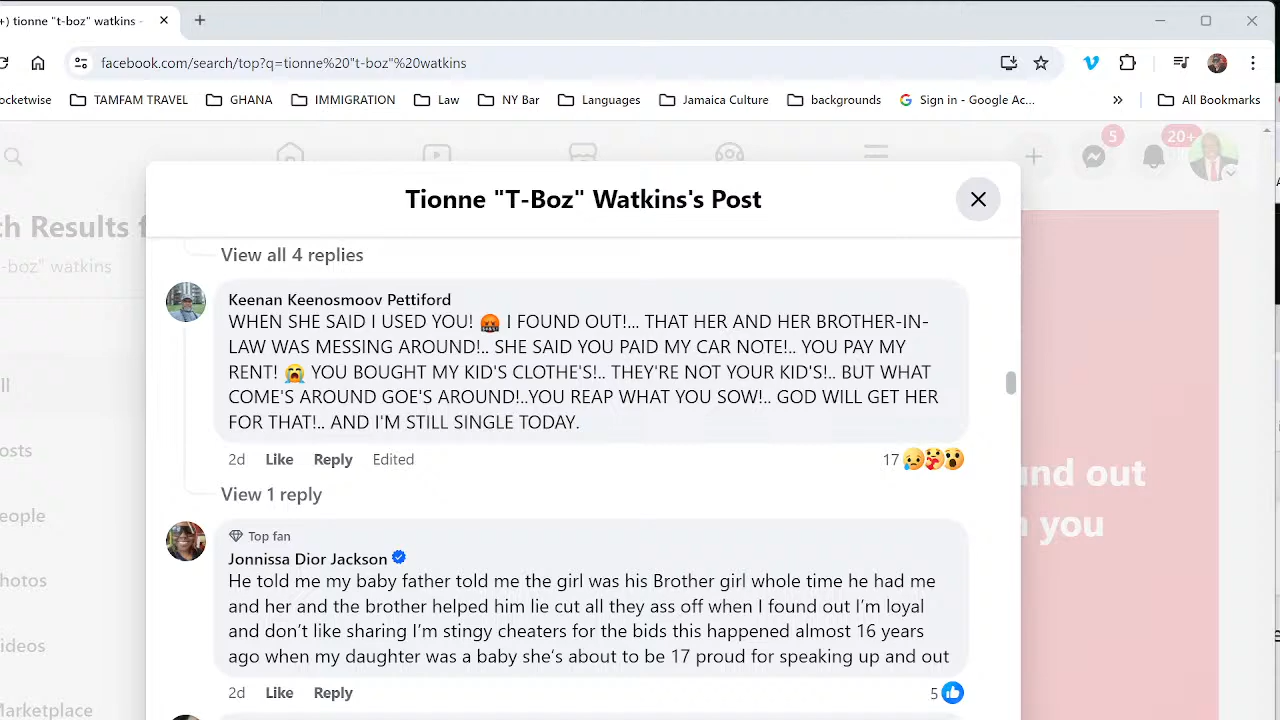 +) tionne "t-boz" watkins -
facebook.com/search/top?q=tionne%20"t-boz"%20watkins
ocketwise TAMFAM TRAVEL GHANA IMMIGRATION Law NY Bar Languages Jamaica Culture backgrounds Sign in - Google Ac... » All Bookmarks
5 20+
Tionne "T-Boz" Watkins's Post
ch Results f
-boz" watkins
View all 4 replies
Keenan Keenosmoov Pettiford
WHEN SHE SAID I USED YOU! 🤬 I FOUND OUT!... THAT HER AND HER BROTHER-IN-
LAW WAS MESSING AROUND!.. SHE SAID YOU PAID MY CAR NOTE!.. YOU PAY MY
RENT! 😭 YOU BOUGHT MY KID'S CLOTHE'S!.. THEY'RE NOT YOUR KID'S!.. BUT WHAT
COME'S AROUND GOE'S AROUND!..YOU REAP WHAT YOU SOW!.. GOD WILL GET HER
FOR THAT!.. AND I'M STILL SINGLE TODAY.
2d Like Reply Edited 17
View 1 reply
Top fan
Jonnissa Dior Jackson
He told me my baby father told me the girl was his Brother girl whole time he had me
and her and the brother helped him lie cut all they ass off when I found out I’m loyal
and don’t like sharing I’m stingy cheaters for the bids this happened almost 16 years
ago when my daughter was a baby she’s about to be 17 proud for speaking up and out
2d Like Reply 5
ll
osts
eople
hotos
ideos
Marketplace
und out
n you